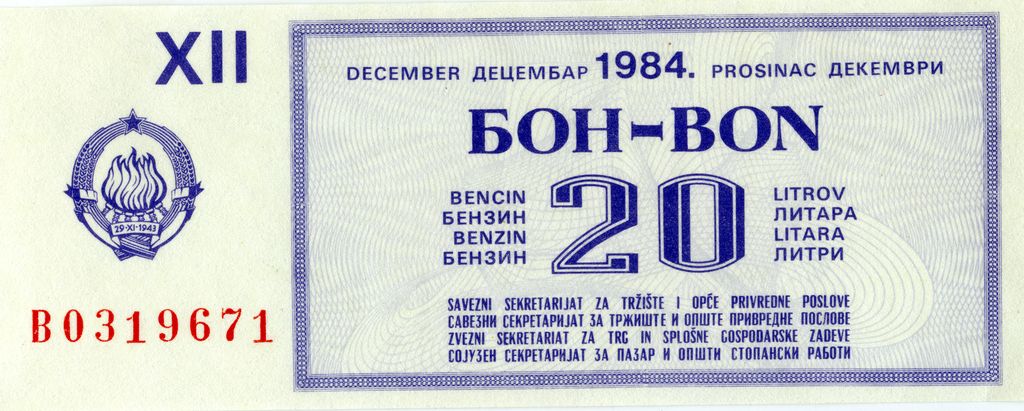 XII
DECEMBER ДЕЦЕМБАР 1984. PROSINAC ДЕКЕМВРИ
БОН-BON
BENCIN
БЕНЗИН
BENZIN
БЕНЗИН
20
LITROV
ЛИТАРА
LITARA
ЛИТРИ
29·XI·1943
B0319671
SAVEZNI SEKRETARIJAT ZA TRŽIŠTE I OPĆE PRIVREDNE POSLOVE
САВЕЗНИ СЕКРЕТАРИЈАТ ЗА ТРЖИШТЕ И ОПШТЕ ПРИВРЕДНЕ ПОСЛОВЕ
ZVEZNI SEKRETARIAT ZA TRG IN SPLOŠNE GOSPODARSKE ZADEVE
СОЈУЗЕН СЕКРЕТАРИЈАТ ЗА ПАЗАР И ОПШТИ СТОПАНСКИ РАБОТИ